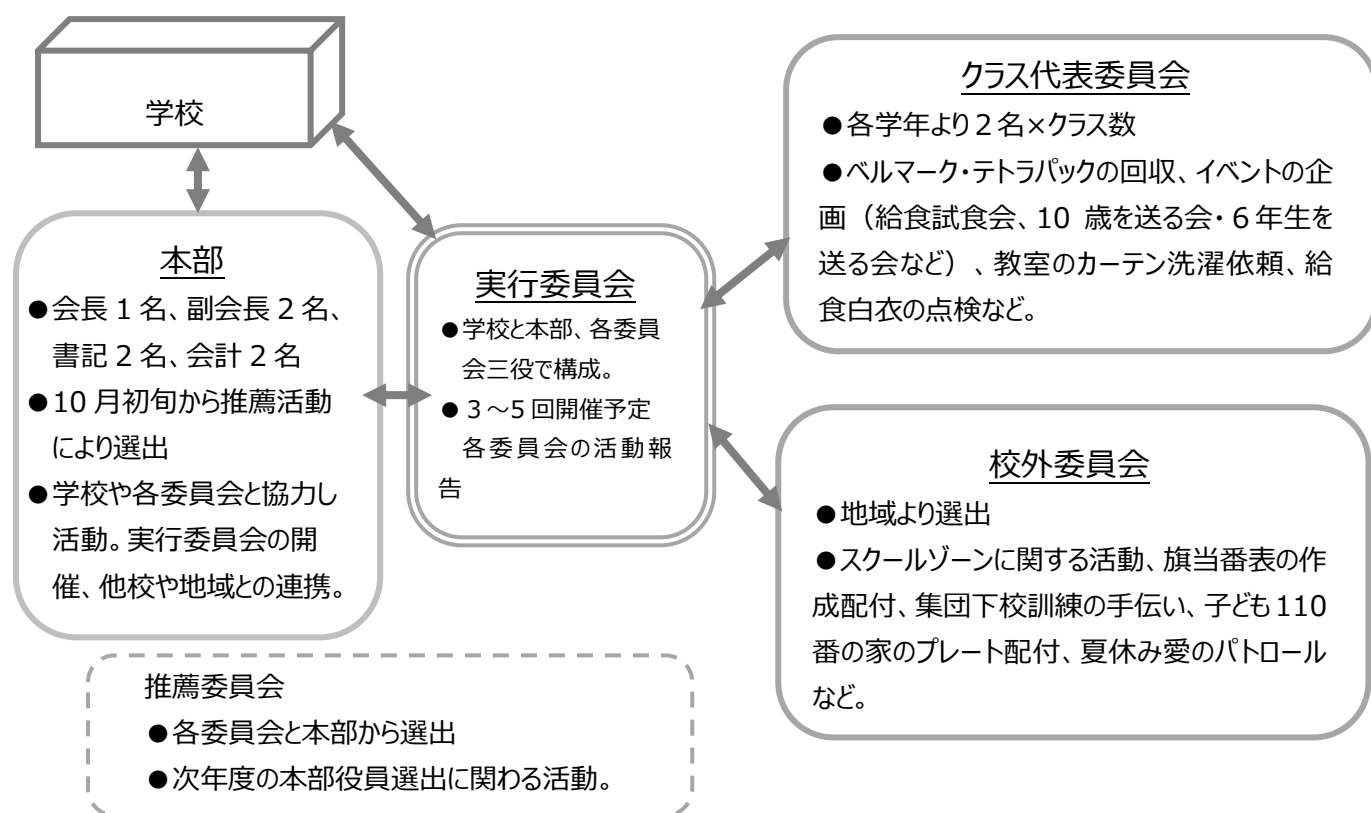 学校
本部
●会長 1 名、副会長 2 名、
書記 2 名、会計 2 名
●10 月初旬から推薦活動
により選出
●学校や各委員会と協力し
活動。実行委員会の開
催、他校や地域との連携。
実行委員会
●学校と本部、各委員
会三役で構成。
●３～5 回開催予定
各委員会の活動報
告
クラス代表委員会
●各学年より２名×クラス数
●ベルマーク・テトラパックの回収、イベントの企
画（給食試食会、10 歳を送る会・６年生を
送る会など）、教室のカーテン洗濯依頼、給
食白衣の点検など。
校外委員会
●地域より選出
●スクールゾーンに関する活動、旗当番表の作
成配付、集団下校訓練の手伝い、子ども 110
番の家のプレート配付、夏休み愛のパトロール
など。
推薦委員会
●各委員会と本部から選出
●次年度の本部役員選出に関わる活動。